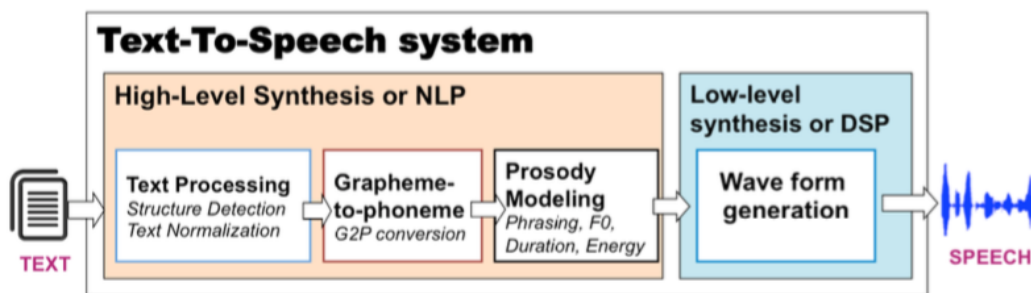 Text-To-Speech system
High-Level Synthesis or NLP
Low-level
synthesis or DSP
Text Processing
Structure Detection
Text Normalization
Grapheme-
to-phoneme
G2P conversion
Prosody
Modeling
Phrasing, F0,
Duration, Energy
Wave form
generation
TEXT
SPEECH